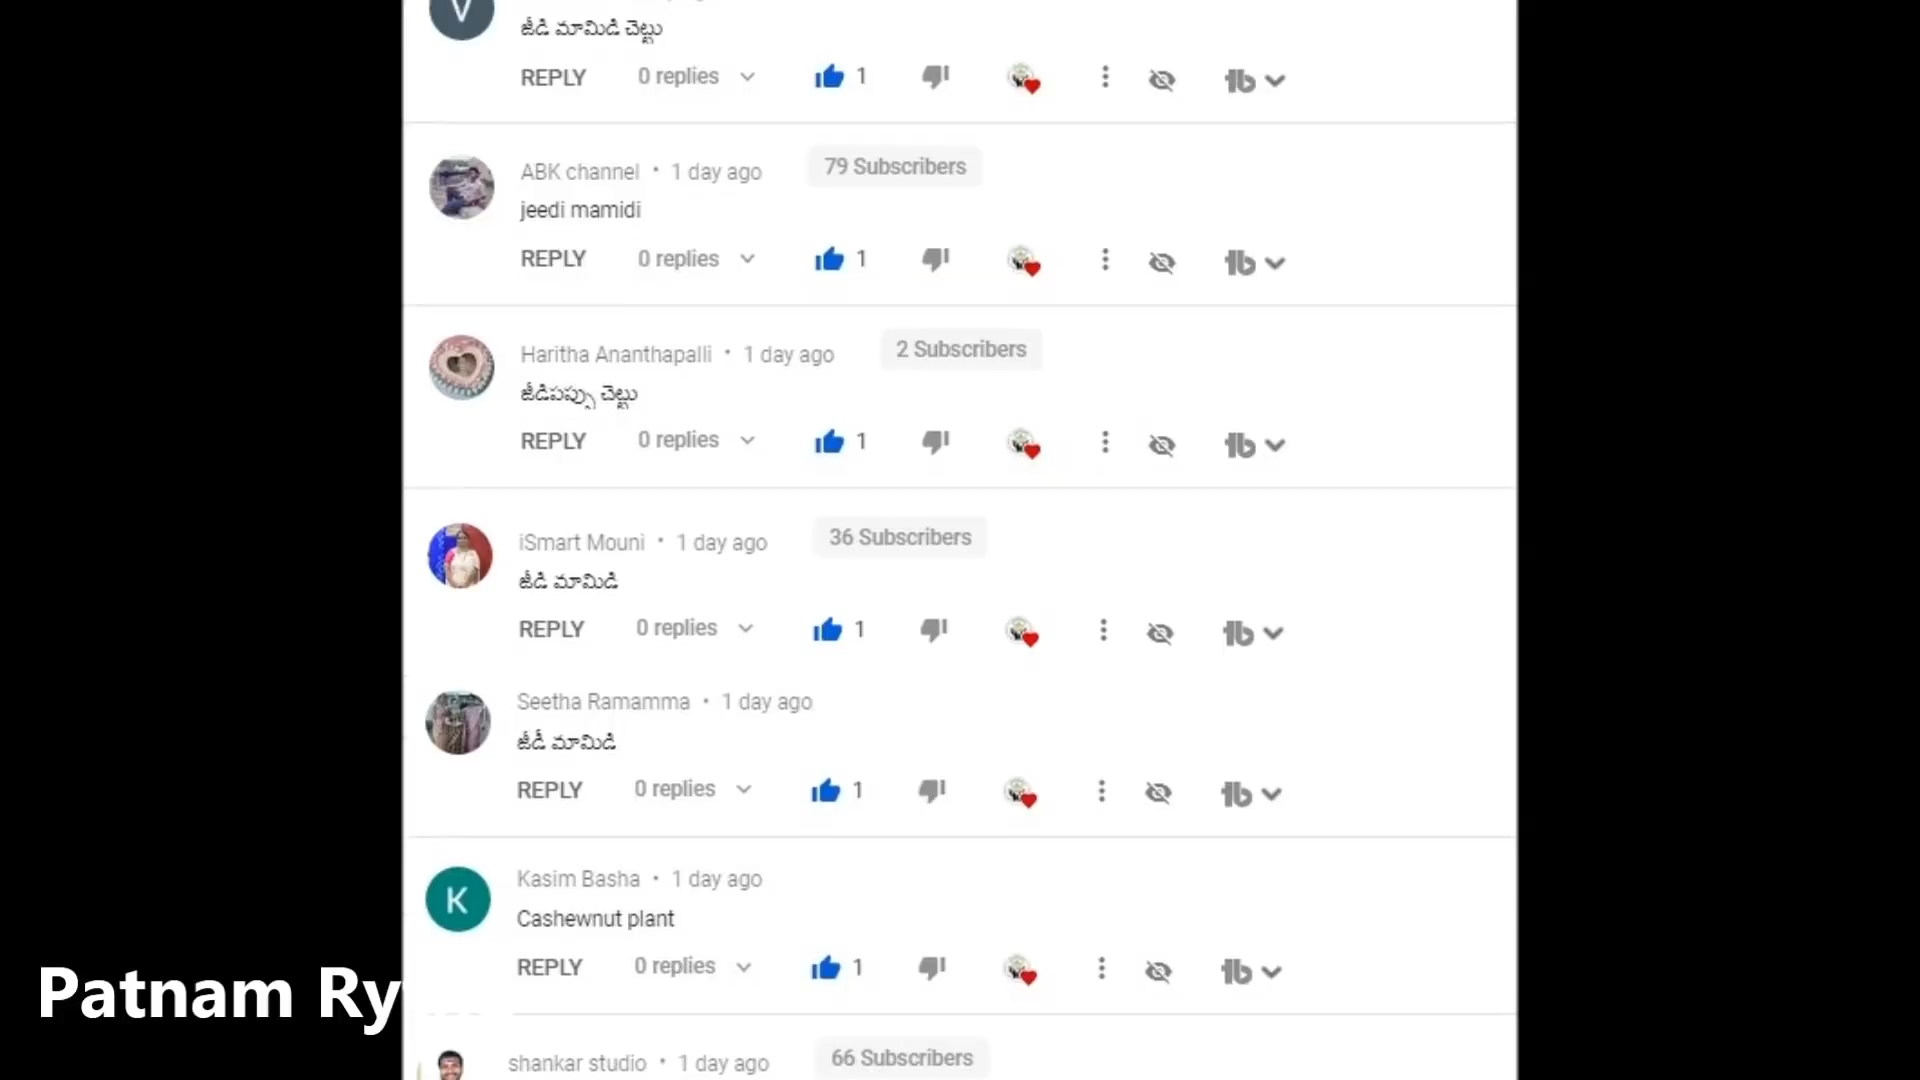 V
జీడి మామిడి చెట్టు
REPLY 0 replies 1
ABK channel • 1 day ago 79 Subscribers
jeedi mamidi
REPLY 0 replies 1
Haritha Ananthapalli • 1 day ago 2 Subscribers
జీడిపప్పు చెట్టు
REPLY 0 replies 1
iSmart Mouni • 1 day ago 36 Subscribers
జీడి మామిడి
REPLY 0 replies 1
Seetha Ramamma • 1 day ago
జీడీ మామిడి
REPLY 0 replies 1
K
Kasim Basha • 1 day ago
Cashewnut plant
REPLY 0 replies 1
Patnam Ry
shankar studio • 1 day ago 66 Subscribers